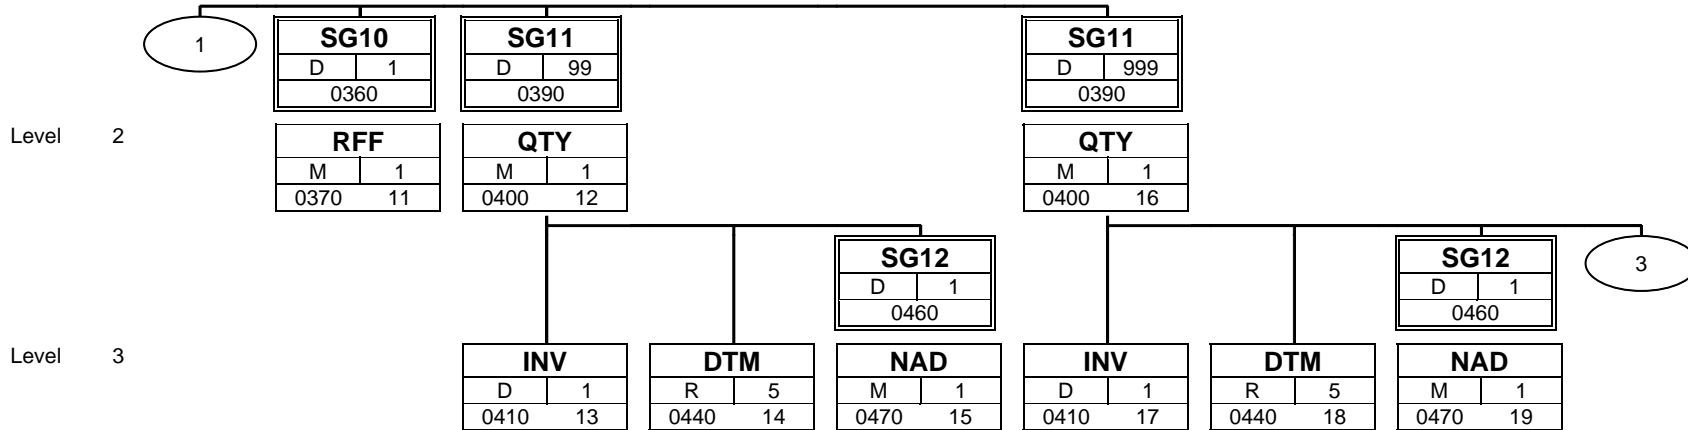 1
SG10 SG11 SG11
D 1 D 99 D 999
0360 0390 0390
Level 2
RFF QTY QTY
M 1 M 1 M 1
0370 11 0400 12 0400 16
SG12 SG12
D 1 D 1
0460 0460
3
Level 3
INV DTM NAD INV DTM NAD
D 1 R 5 M 1 D 1 R 5 M 1
0410 13 0440 14 0470 15 0410 17 0440 18 0470 19